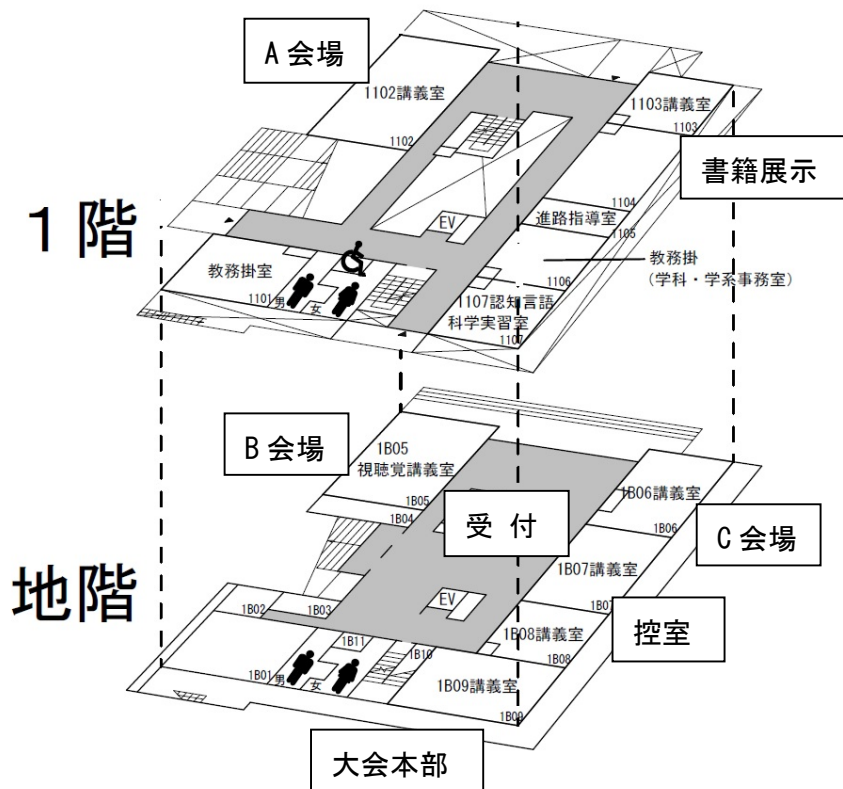 A会場
1102講義室
1102
1103講義室
1103
書籍展示
1階
1104
進路指導室
1105
EV
教務掛
(学科・学系事務室)
教務掛室
1106
1107認知言語
科学実習室
1101
男
女
1107
B会場
1B05
視聴覚講義室
1B05
1B04
受 付
1B06講義室
1B06
C会場
地階
1B07講義室
1B07
控室
EV
1B02
1B03
1B11
1B10
1B08講義室
1B08
1B01
男
女
1B09講義室
1B09
大会本部